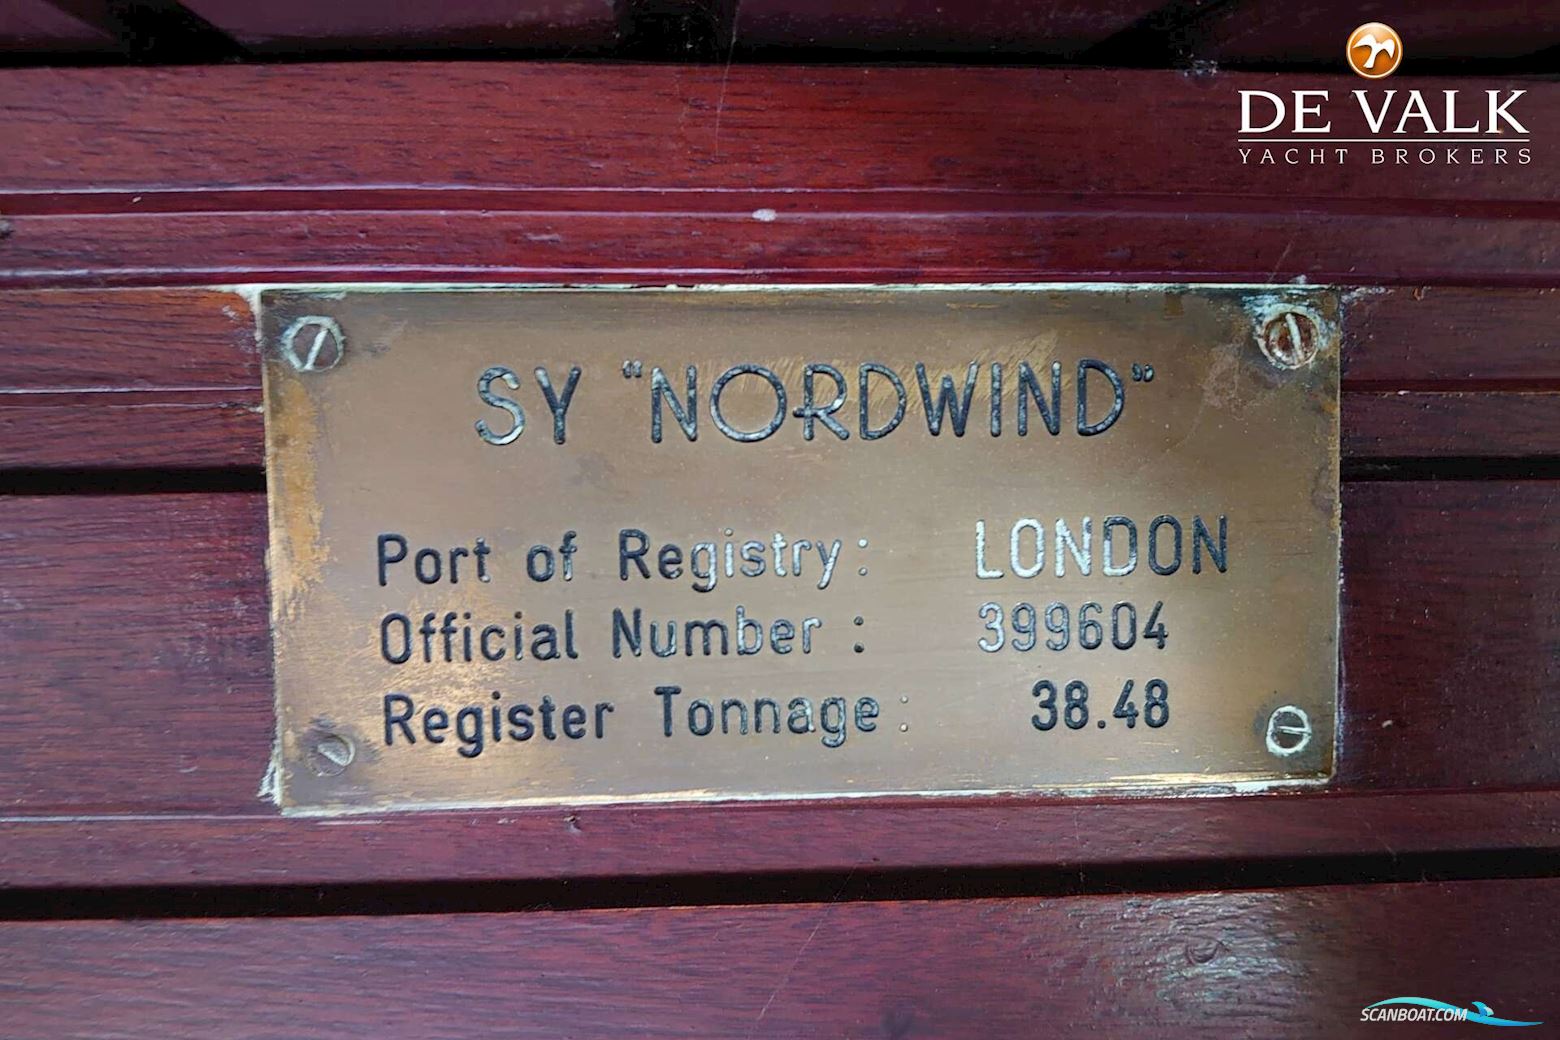 DE VALK
YACHT BROKERS
SY "NORDWIND"
Port of Registry: LONDON
Official Number : 399604
Register Tonnage : 38.48
SCANBOAT.COM